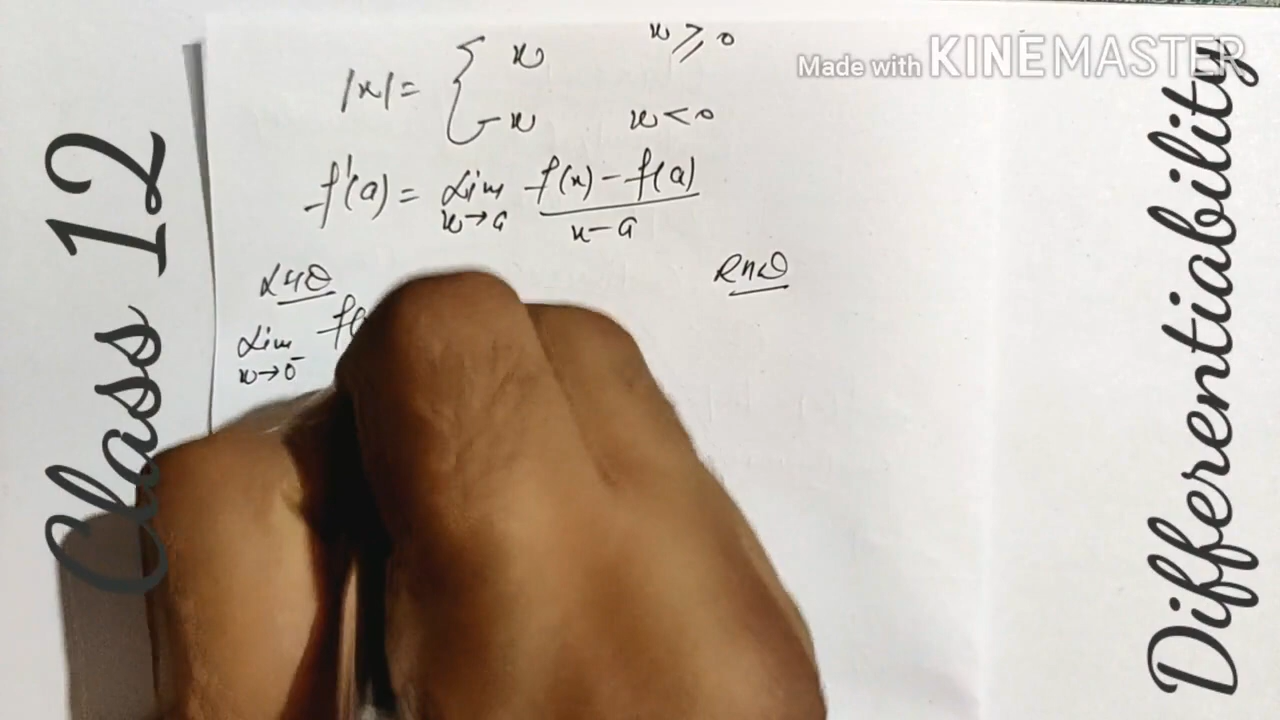 Made with KINEMASTER
Class 12
Differentiability
|x| = { x x ≥ 0
-x x < 0
f'(a) = Lim f(x) - f(a)
x→a x - a
LHD RHD
Lim f(
x→0⁻